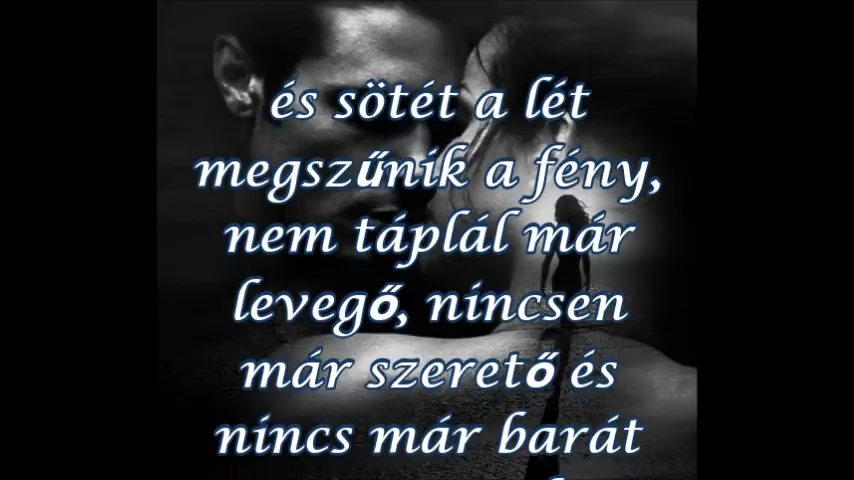 és sötét a lét
megszűnik a fény,
nem táplál már
levegő, nincsen
már szerető és
nincs már barát